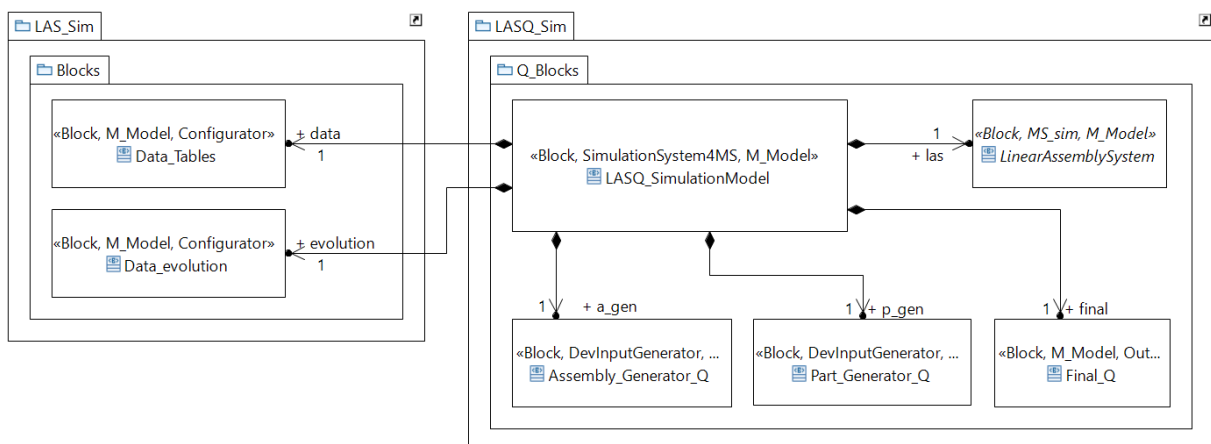 LAS_Sim
Blocks
«Block, M_Model, Configurator»
Data_Tables
+ data
1
«Block, M_Model, Configurator»
Data_evolution
+ evolution
1
LASQ_Sim
Q_Blocks
«Block, SimulationSystem4MS, M_Model»
LASQ_SimulationModel
1
+ las
«Block, MS_sim, M_Model»
LinearAssemblySystem
1 + a_gen
1 + p_gen
1 + final
«Block, DevInputGenerator, ...
Assembly_Generator_Q
«Block, DevInputGenerator, ...
Part_Generator_Q
«Block, M_Model, Out...
Final_Q